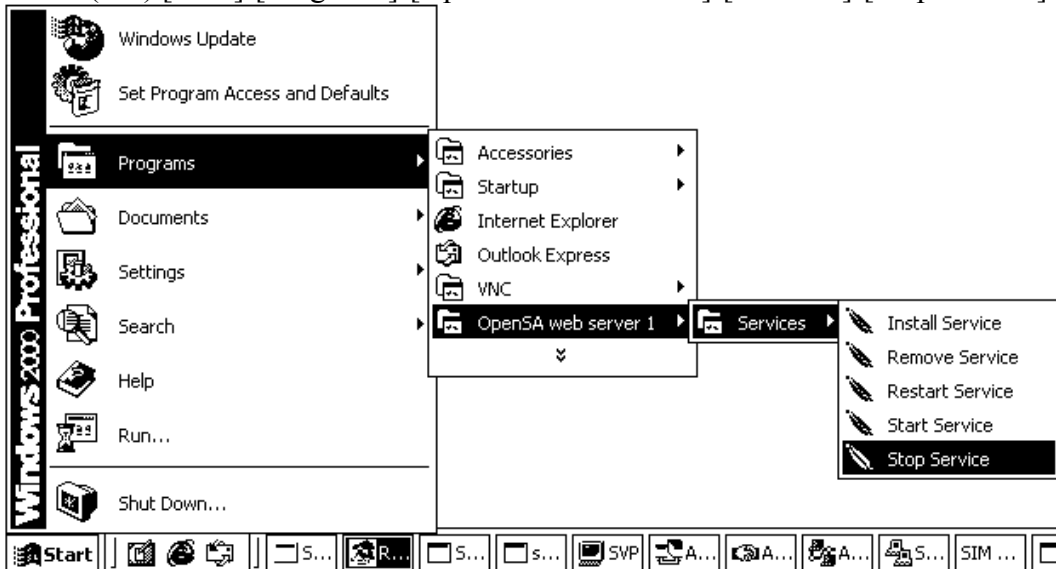 Windows Update
Set Program Access and Defaults
Programs
Documents
Settings
Search
Help
Run...
Shut Down...
Windows 2000 Professional
Accessories
Startup
Internet Explorer
Outlook Express
VNC
OpenSA web server 1
Services
Install Service
Remove Service
Restart Service
Start Service
Stop Service
Start S... R... S... s... SVP A... A... A... S... SIM ...